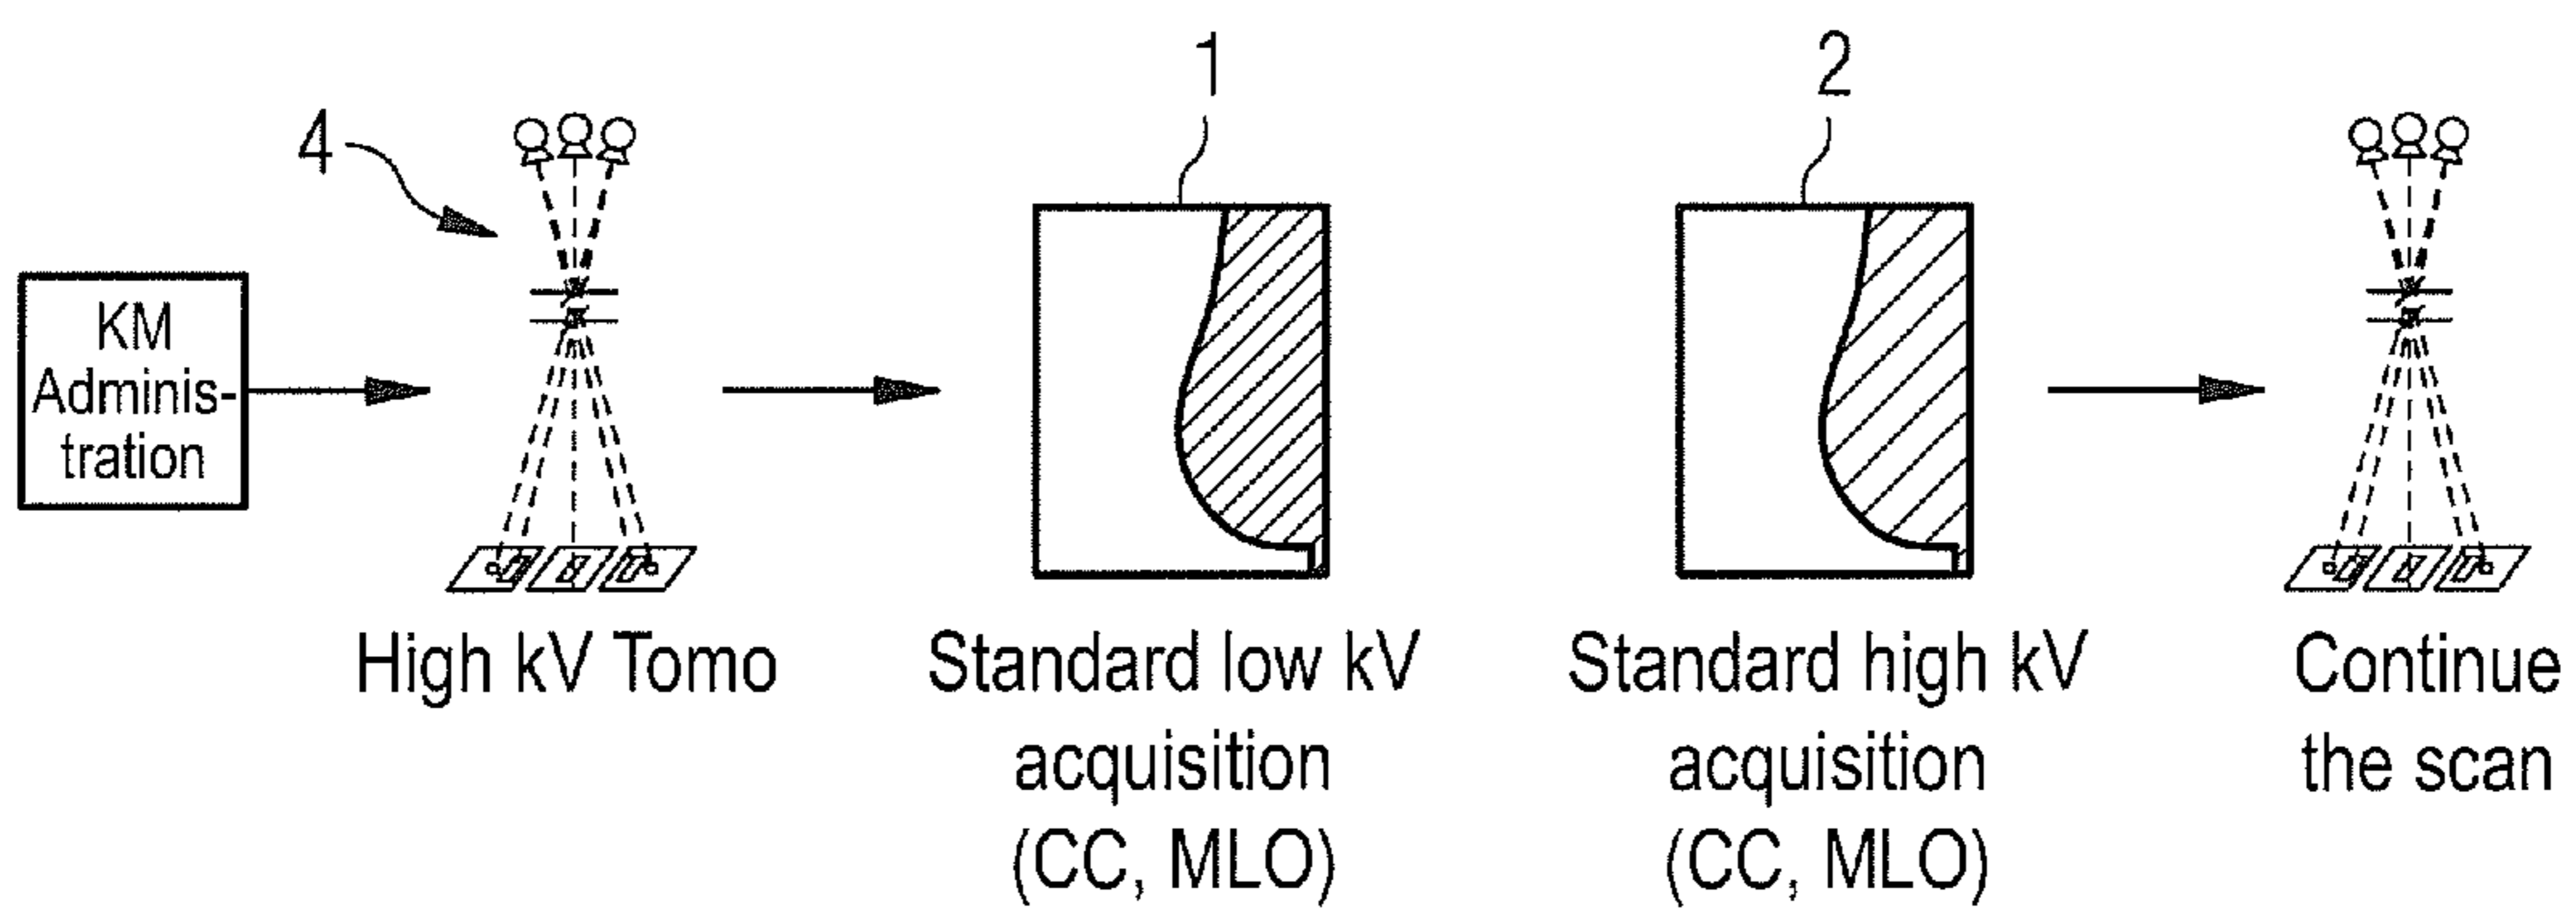 1
2
4
KM
Adminis-
tration
High kV Tomo
Standard low kV
acquisition
(CC, MLO)
Standard high kV
acquisition
(CC, MLO)
Continue
the scan